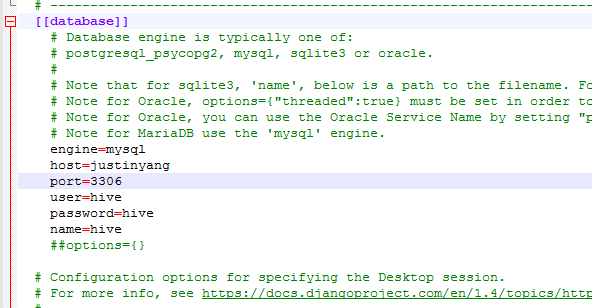 # ------------------------------------------------------------------------
[[database]]
# Database engine is typically one of:
# postgresql_psycopg2, mysql, sqlite3 or oracle.
#
# Note that for sqlite3, 'name', below is a path to the filename. Fo
# Note for Oracle, options={"threaded":true} must be set in order to
# Note for Oracle, you can use the Oracle Service Name by setting "p
# Note for MariaDB use the 'mysql' engine.
engine=mysql
host=justinyang
port=3306
user=hive
password=hive
name=hive
##options={}
# Configuration options for specifying the Desktop session.
# For more info, see https://docs.djangoproject.com/en/1.4/topics/http
#